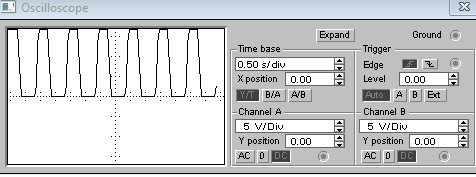 Oscilloscope
Expand
Ground
Time base
0.50 s/div
X position 0.00
Y/T B/A A/B
Trigger
Edge
Level 0.00
Auto A B Ext
Channel A
5 V/Div
Y position 0.00
AC 0 DC
Channel B
5 V/Div
Y position 0.00
AC 0 DC